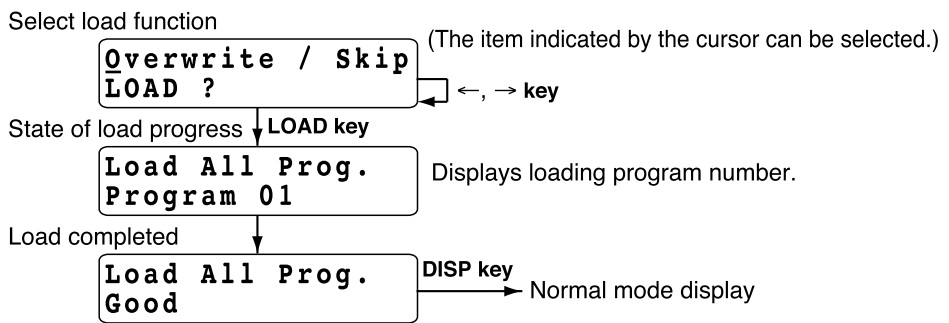 Select load function
Overwrite / Skip
LOAD ?
(The item indicated by the cursor can be selected.)
←, → key
State of load progress
LOAD key
Load All Prog.
Program 01
Displays loading program number.
Load completed
Load All Prog.
Good
DISP key
Normal mode display